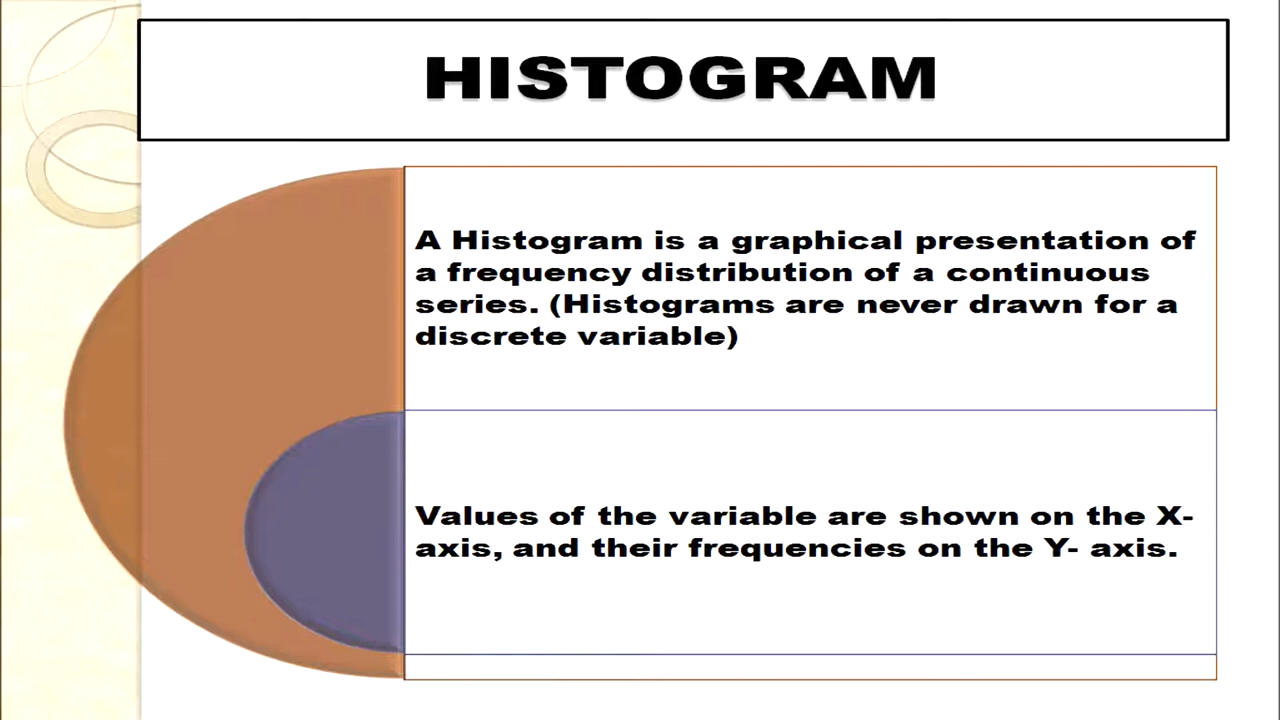 HISTOGRAM
A Histogram is a graphical presentation of
a frequency distribution of a continuous
series. (Histograms are never drawn for a
discrete variable)
Values of the variable are shown on the X-
axis, and their frequencies on the Y- axis.